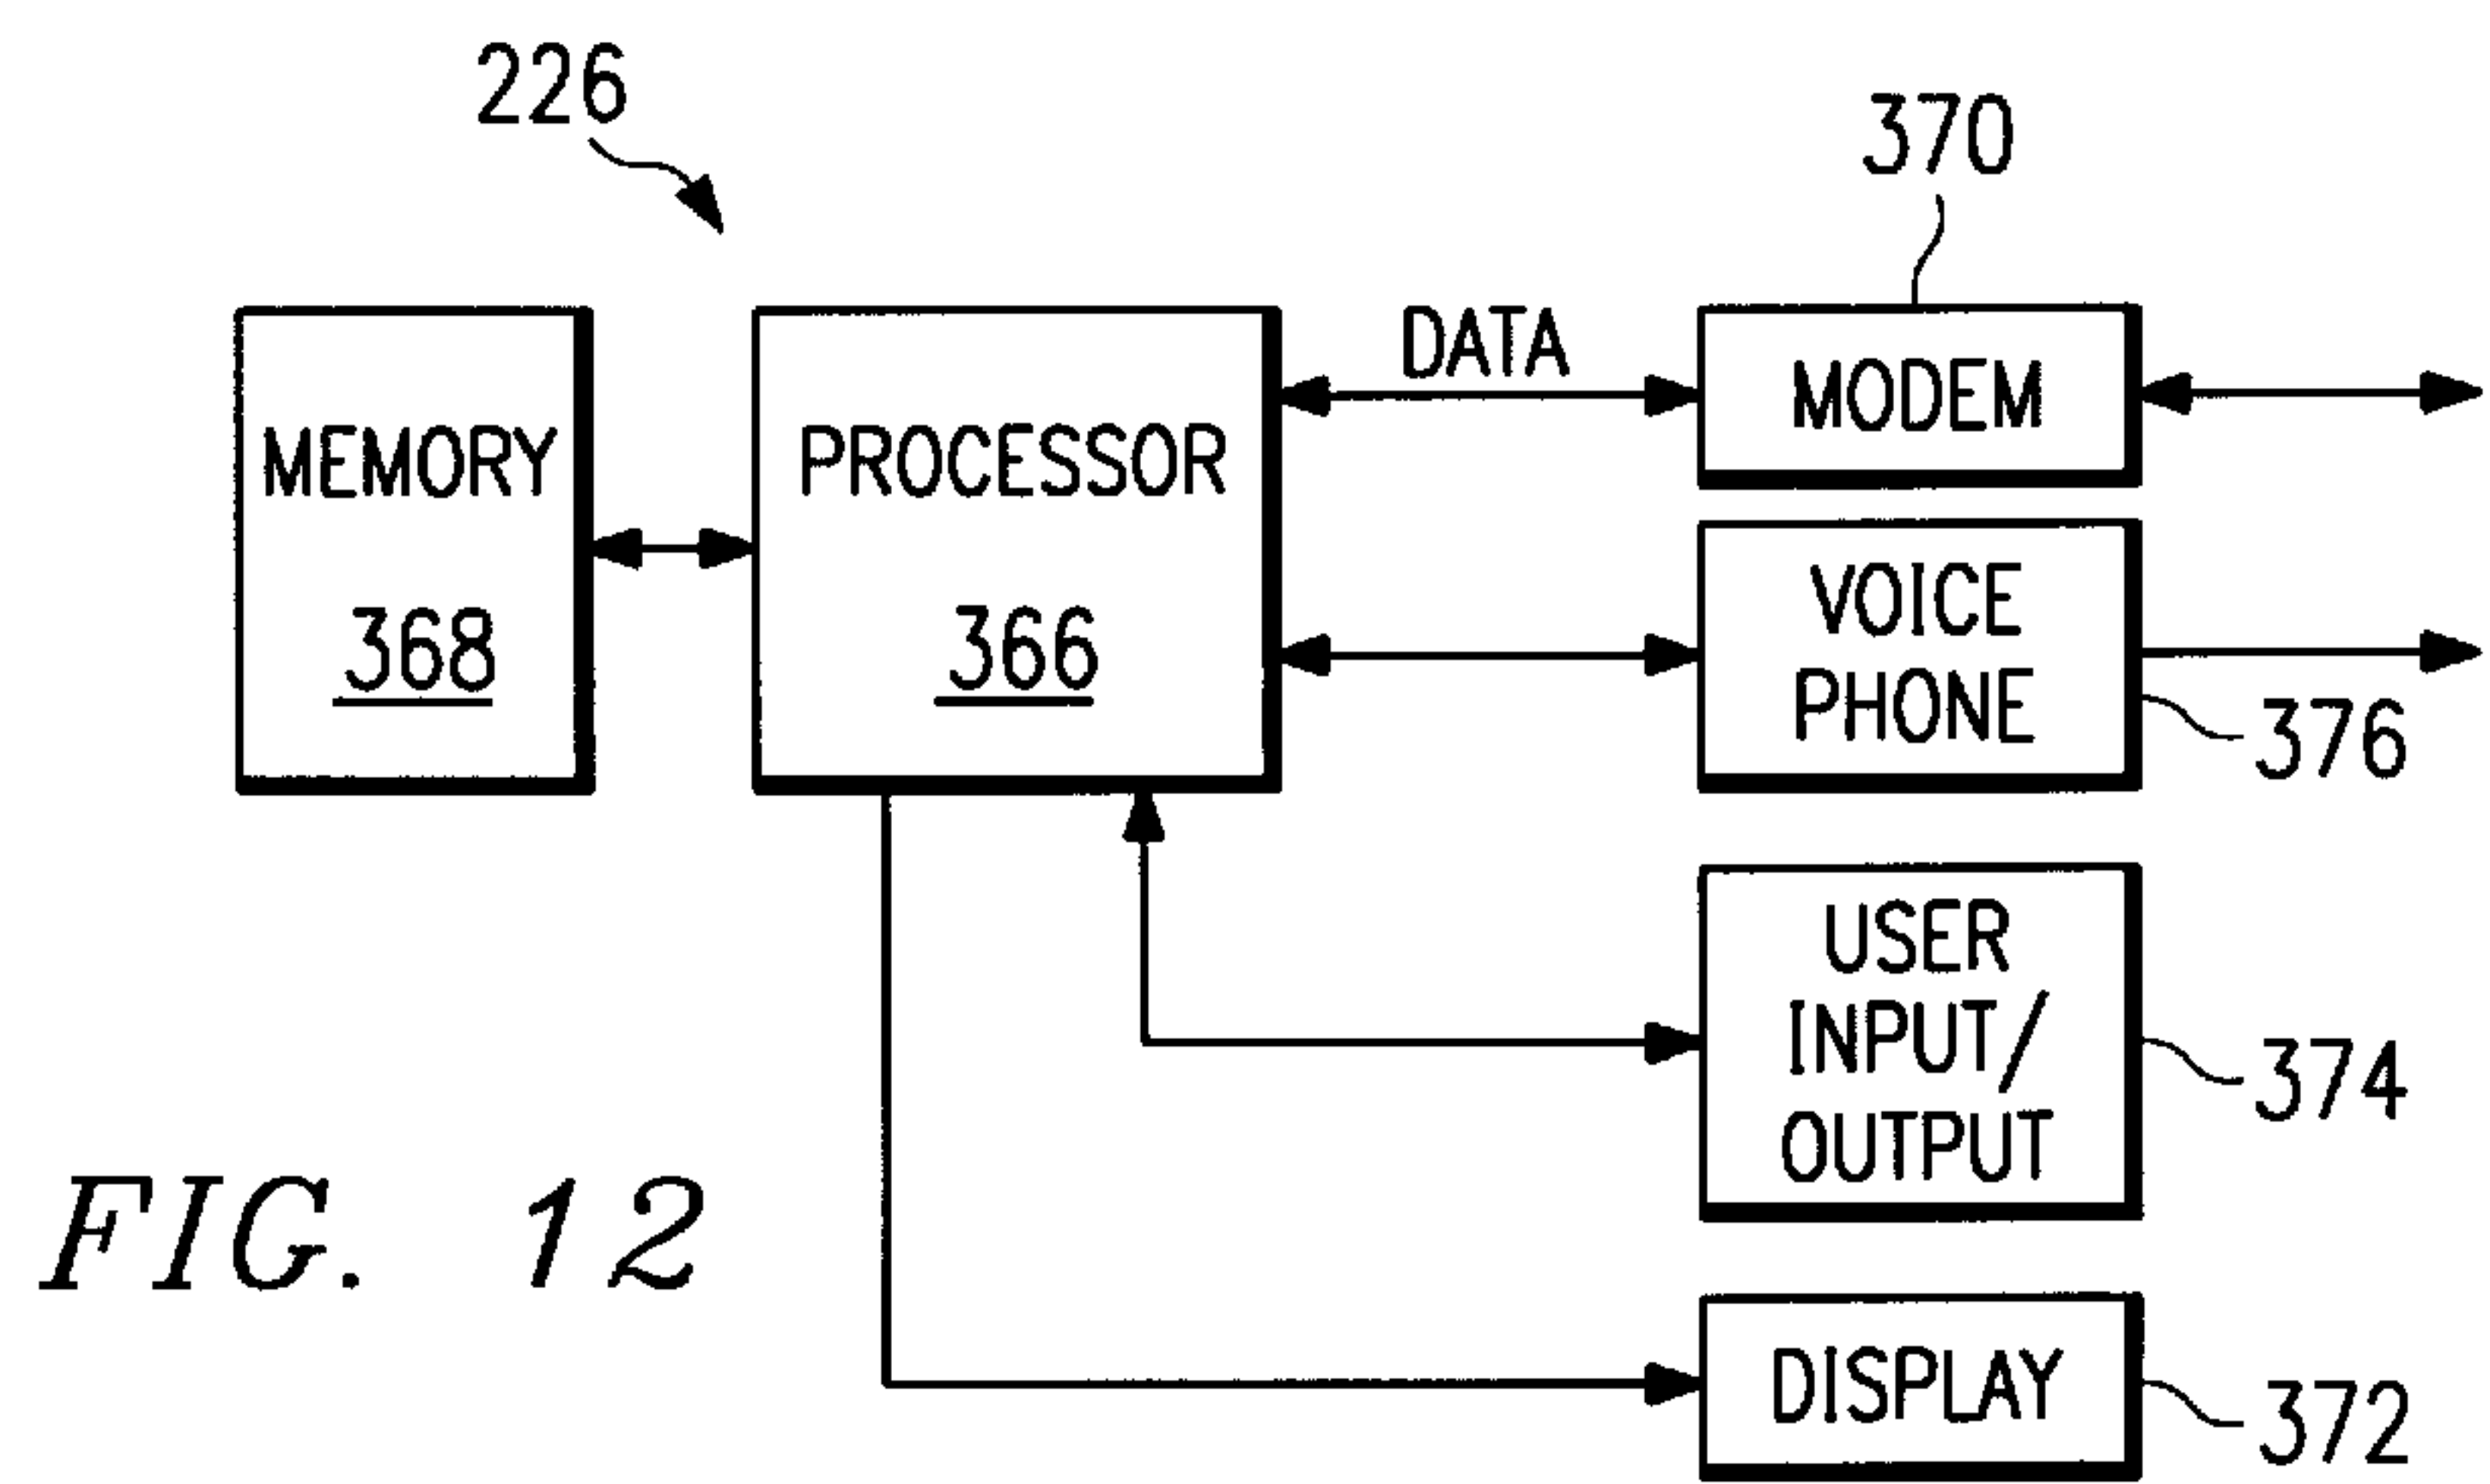 226
370
DATA
MODEM
MEMORY
PROCESSOR
368
366
VOICE
PHONE
376
USER
INPUT/
OUTPUT
374
DISPLAY
372
FIG. 12